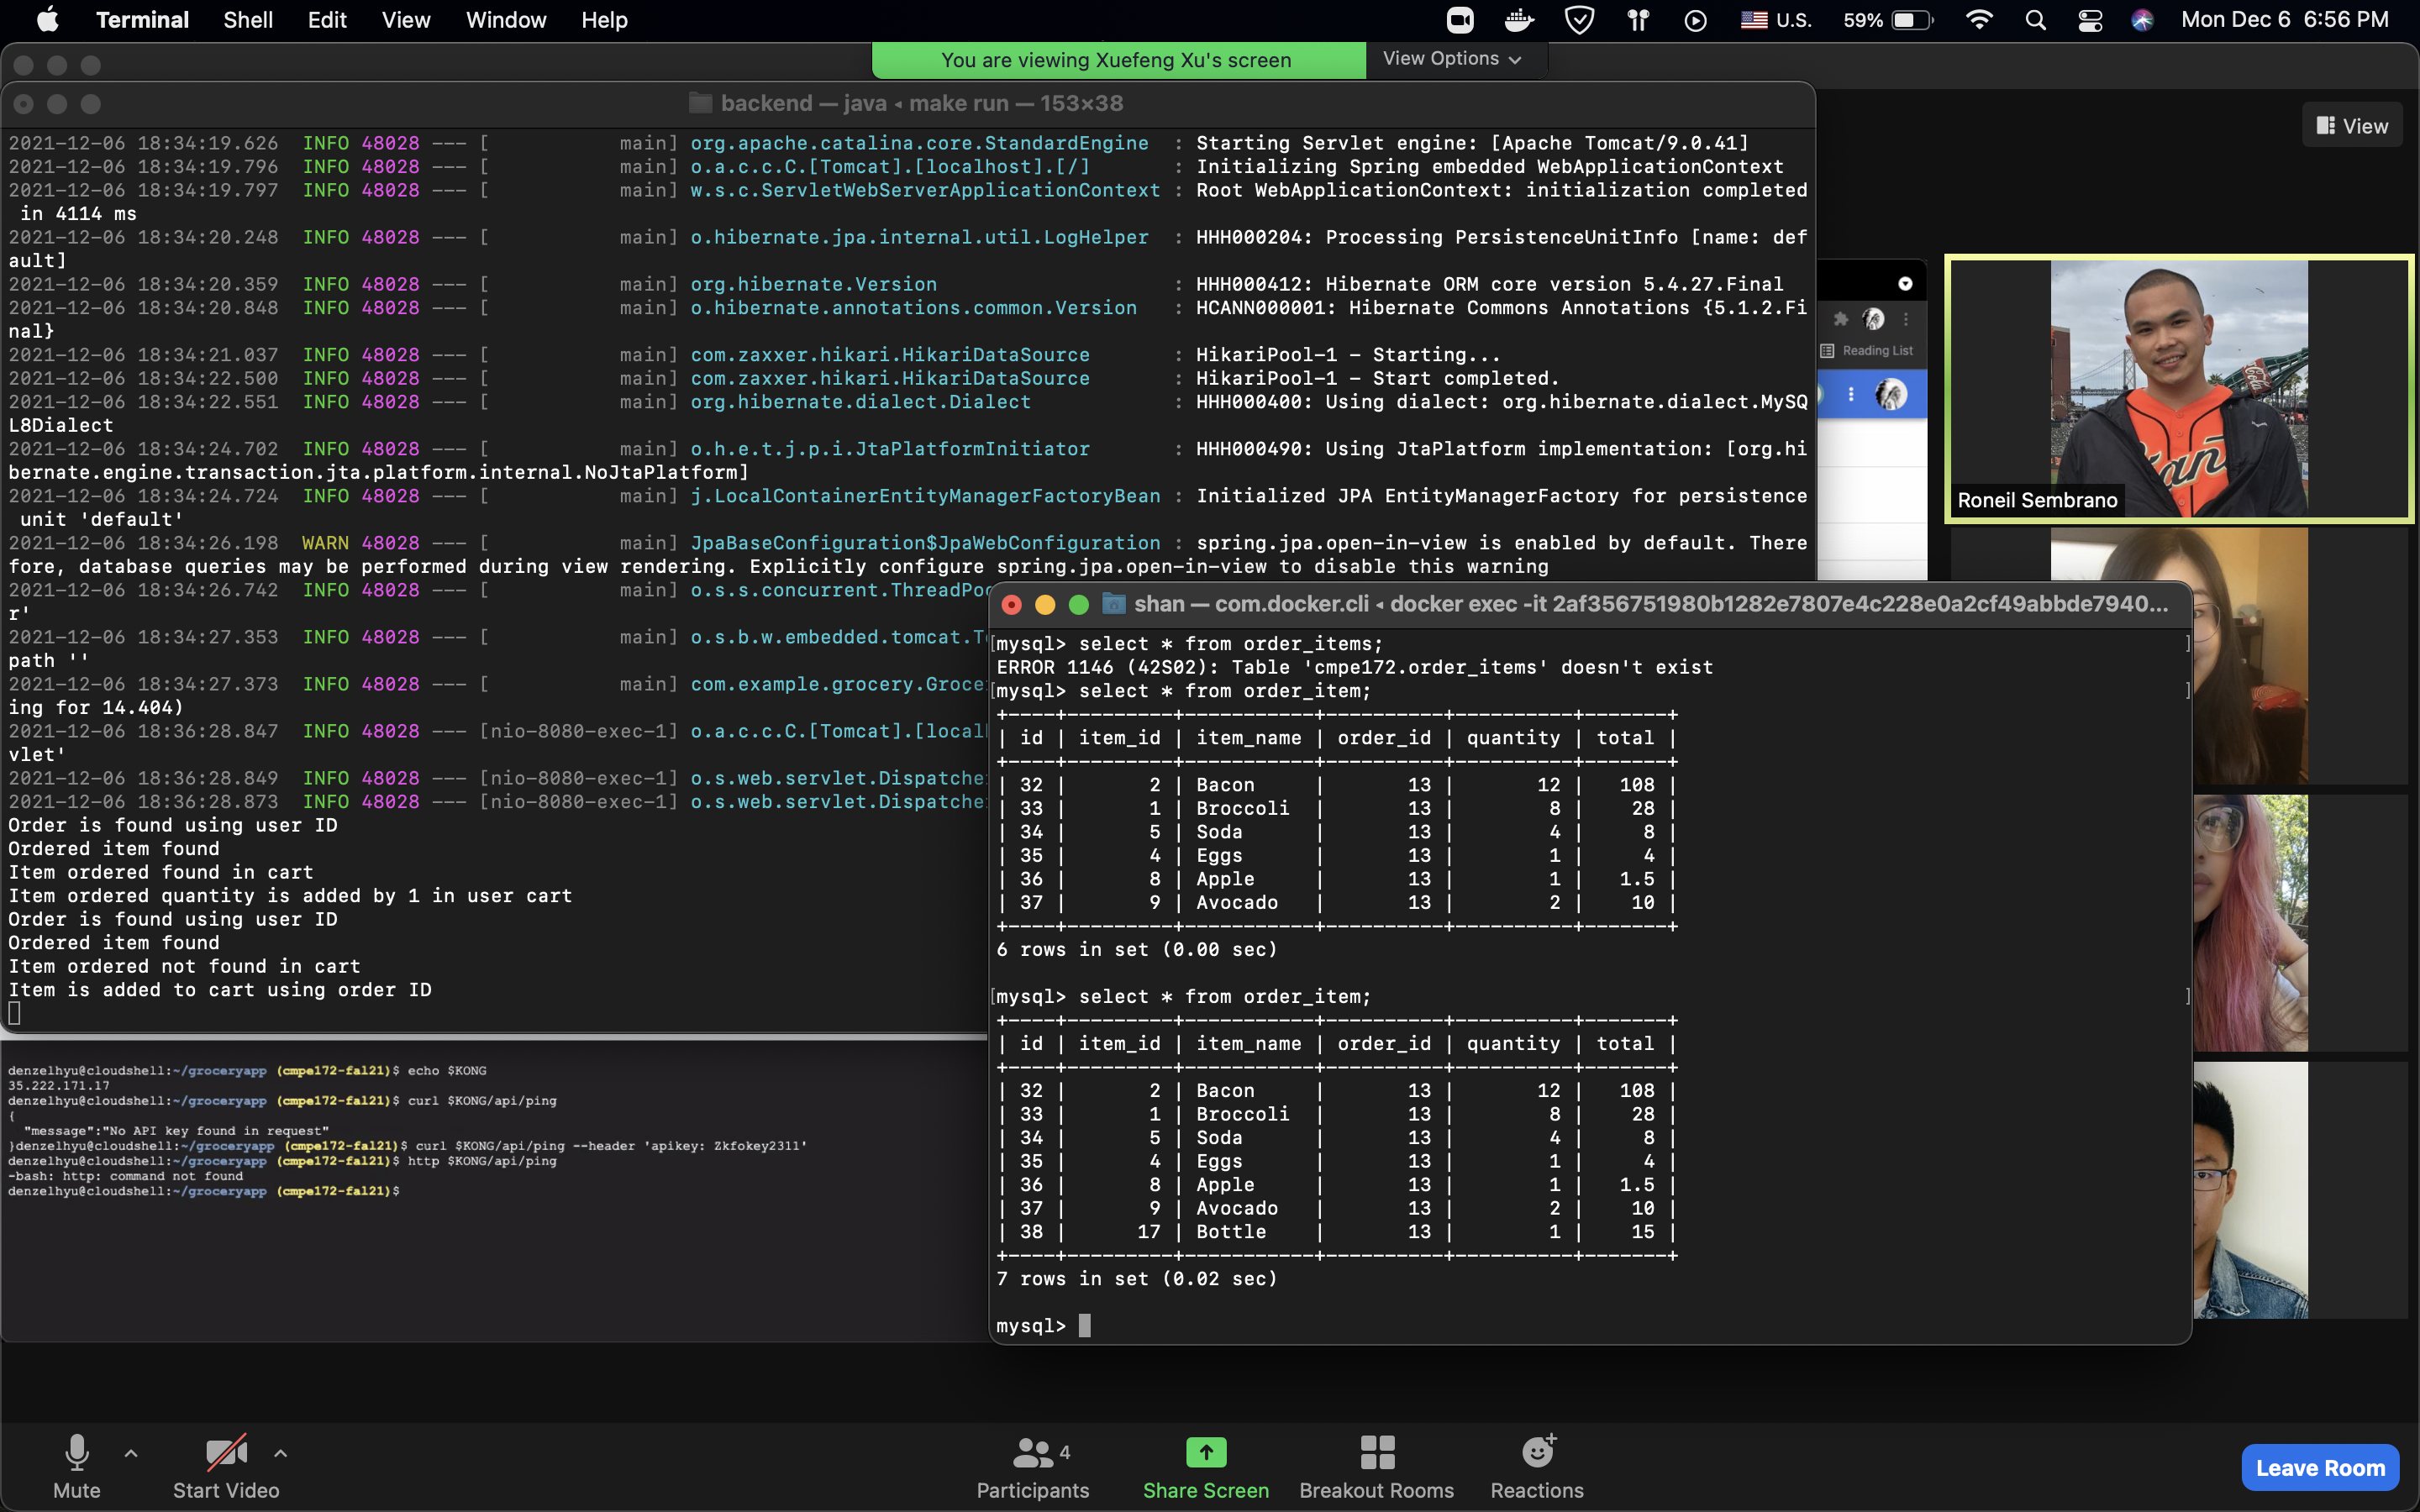 Terminal Shell Edit View Window Help
U.S. 59% Mon Dec 6 6:56 PM
You are viewing Xuefeng Xu's screen View Options
backend — java ◂ make run — 153×38
View
2021-12-06 18:34:19.626 INFO 48028 --- [ main] org.apache.catalina.core.StandardEngine : Starting Servlet engine: [Apache Tomcat/9.0.41]
2021-12-06 18:34:19.796 INFO 48028 --- [ main] o.a.c.c.C.[Tomcat].[localhost].[/] : Initializing Spring embedded WebApplicationContext
2021-12-06 18:34:19.797 INFO 48028 --- [ main] w.s.c.ServletWebServerApplicationContext : Root WebApplicationContext: initialization completed
in 4114 ms
2021-12-06 18:34:20.248 INFO 48028 --- [ main] o.hibernate.jpa.internal.util.LogHelper : HHH000204: Processing PersistenceUnitInfo [name: def
ault]
2021-12-06 18:34:20.359 INFO 48028 --- [ main] org.hibernate.Version : HHH000412: Hibernate ORM core version 5.4.27.Final
2021-12-06 18:34:20.848 INFO 48028 --- [ main] o.hibernate.annotations.common.Version : HCANN000001: Hibernate Commons Annotations {5.1.2.Fi
nal}
2021-12-06 18:34:21.037 INFO 48028 --- [ main] com.zaxxer.hikari.HikariDataSource : HikariPool-1 - Starting...
2021-12-06 18:34:22.500 INFO 48028 --- [ main] com.zaxxer.hikari.HikariDataSource : HikariPool-1 - Start completed.
2021-12-06 18:34:22.551 INFO 48028 --- [ main] org.hibernate.dialect.Dialect : HHH000400: Using dialect: org.hibernate.dialect.MySQ
L8Dialect
2021-12-06 18:34:24.702 INFO 48028 --- [ main] o.h.e.t.j.p.i.JtaPlatformInitiator : HHH000490: Using JtaPlatform implementation: [org.hi
bernate.engine.transaction.jta.platform.internal.NoJtaPlatform]
2021-12-06 18:34:24.724 INFO 48028 --- [ main] j.LocalContainerEntityManagerFactoryBean : Initialized JPA EntityManagerFactory for persistence
unit 'default'
2021-12-06 18:34:26.198 WARN 48028 --- [ main] JpaBaseConfiguration$JpaWebConfiguration : spring.jpa.open-in-view is enabled by default. There
fore, database queries may be performed during view rendering. Explicitly configure spring.jpa.open-in-view to disable this warning
2021-12-06 18:34:26.742 INFO 48028 --- [ main] o.s.s.concurrent.ThreadPoo
r'
2021-12-06 18:34:27.353 INFO 48028 --- [ main] o.s.b.w.embedded.tomcat.T
path ''
2021-12-06 18:34:27.373 INFO 48028 --- [ main] com.example.grocery.Groce
ing for 14.404)
2021-12-06 18:36:28.847 INFO 48028 --- [nio-8080-exec-1] o.a.c.c.C.[Tomcat].[local
vlet'
2021-12-06 18:36:28.849 INFO 48028 --- [nio-8080-exec-1] o.s.web.servlet.Dispatche
2021-12-06 18:36:28.873 INFO 48028 --- [nio-8080-exec-1] o.s.web.servlet.Dispatche
Order is found using user ID
Ordered item found
Item ordered found in cart
Item ordered quantity is added by 1 in user cart
Order is found using user ID
Ordered item found
Item ordered not found in cart
Item is added to cart using order ID
denzelhyu@cloudshell:~/groceryapp (cmpe172-fal21)$ echo $KONG
35.222.171.17
denzelhyu@cloudshell:~/groceryapp (cmpe172-fal21)$ curl $KONG/api/ping
{
"message":"No API key found in request"
}denzelhyu@cloudshell:~/groceryapp (cmpe172-fal21)$ curl $KONG/api/ping --header 'apikey: Zkfokey2311'
denzelhyu@cloudshell:~/groceryapp (cmpe172-fal21)$ http $KONG/api/ping
-bash: http: command not found
denzelhyu@cloudshell:~/groceryapp (cmpe172-fal21)$
shan — com.docker.cli ◂ docker exec -it 2af356751980b1282e7807e4c228e0a2cf49abbde7940...
[mysql> select * from order_items; ]
ERROR 1146 (42S02): Table 'cmpe172.order_items' doesn't exist
[mysql> select * from order_item; ]
+----+---------+-----------+----------+----------+-------+
| id | item_id | item_name | order_id | quantity | total |
+----+---------+-----------+----------+----------+-------+
| 32 | 2 | Bacon | 13 | 12 | 108 |
| 33 | 1 | Broccoli | 13 | 8 | 28 |
| 34 | 5 | Soda | 13 | 4 | 8 |
| 35 | 4 | Eggs | 13 | 1 | 4 |
| 36 | 8 | Apple | 13 | 1 | 1.5 |
| 37 | 9 | Avocado | 13 | 2 | 10 |
+----+---------+-----------+----------+----------+-------+
6 rows in set (0.00 sec)
[mysql> select * from order_item; ]
+----+---------+-----------+----------+----------+-------+
| id | item_id | item_name | order_id | quantity | total |
+----+---------+-----------+----------+----------+-------+
| 32 | 2 | Bacon | 13 | 12 | 108 |
| 33 | 1 | Broccoli | 13 | 8 | 28 |
| 34 | 5 | Soda | 13 | 4 | 8 |
| 35 | 4 | Eggs | 13 | 1 | 4 |
| 36 | 8 | Apple | 13 | 1 | 1.5 |
| 37 | 9 | Avocado | 13 | 2 | 10 |
| 38 | 17 | Bottle | 13 | 1 | 15 |
+----+---------+-----------+----------+----------+-------+
7 rows in set (0.02 sec)
mysql>
Reading List
Roneil Sembrano
Mute
Start Video
4
Participants
Share Screen
Breakout Rooms
Reactions
Leave Room